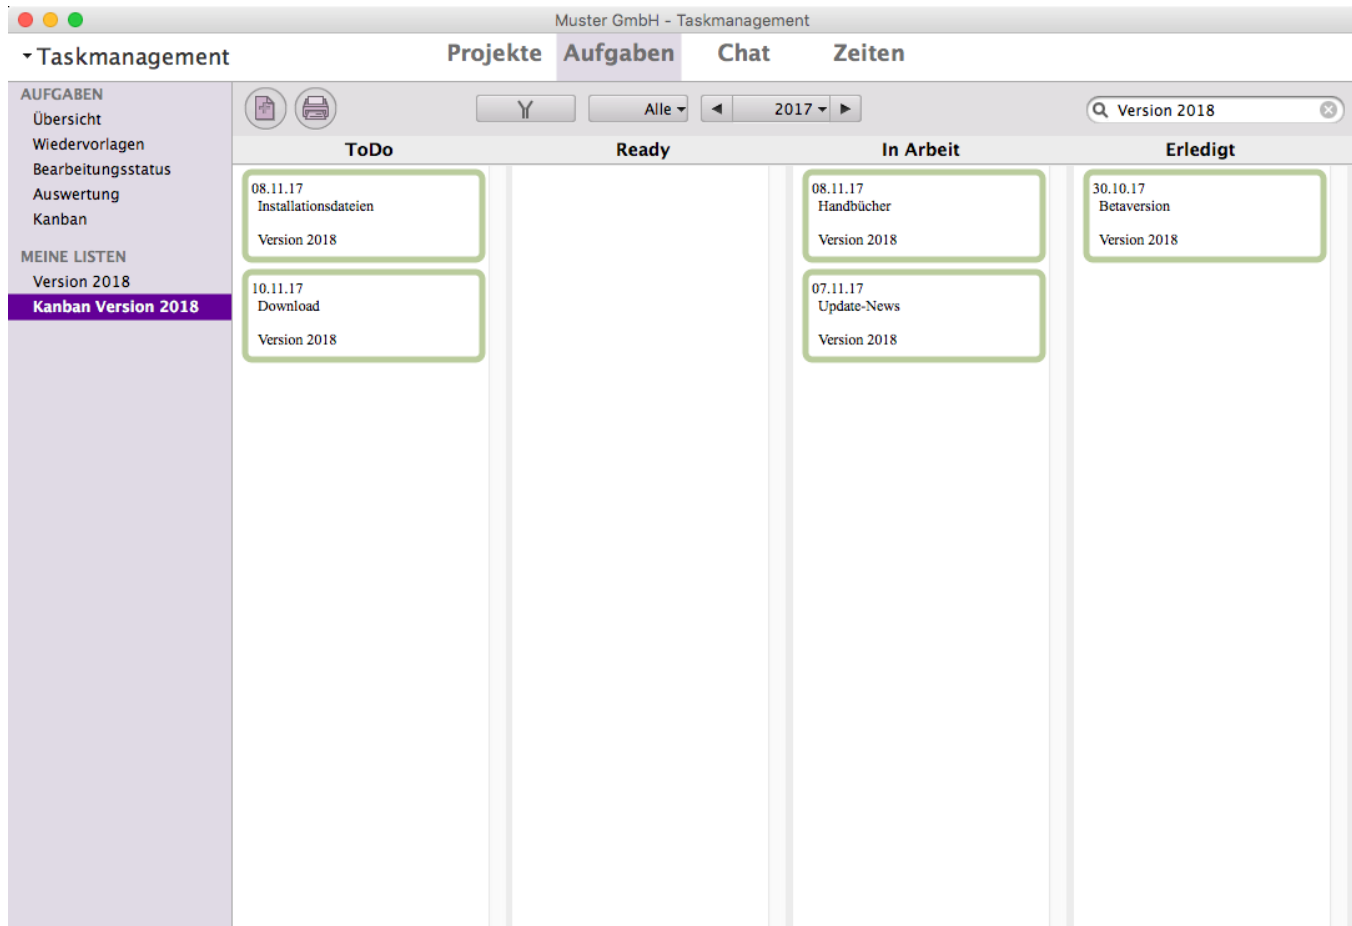 Muster GmbH - Taskmanagement
Taskmanagement
Projekte Aufgaben Chat Zeiten
AUFGABEN
Übersicht
Wiedervorlagen
Bearbeitungsstatus
Auswertung
Kanban
MEINE LISTEN
Version 2018
Kanban Version 2018
Alle
2017
Version 2018
ToDo
08.11.17
Installationsdateien
Version 2018
10.11.17
Download
Version 2018
Ready
In Arbeit
08.11.17
Handbücher
Version 2018
07.11.17
Update-News
Version 2018
Erledigt
30.10.17
Betaversion
Version 2018